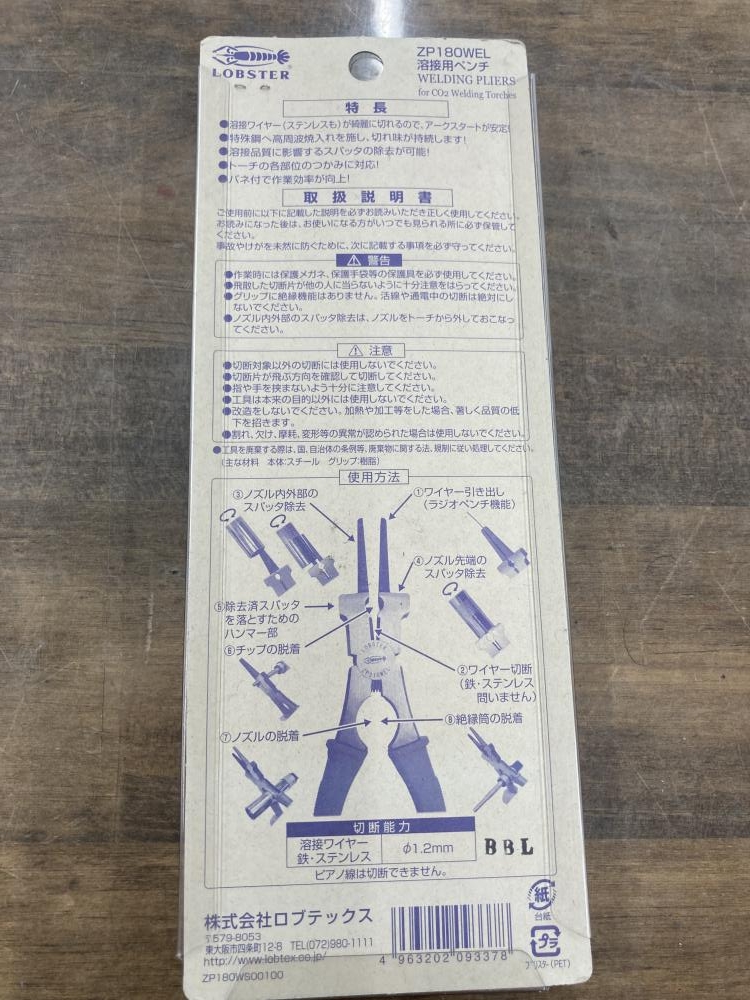 LOBSTER®
ZP180WEL
溶接用ペンチ
WELDING PLIERS
for CO2 Welding Torches
特長
●溶接ワイヤー(ステンレスも)が綺麗に切れるので、アークスタートが安定!
●特殊鋼へ高周波焼入れを施し、切れ味が持続します!
●溶接品質に影響するスパッタの除去が可能!
●トーチの各部位のつかみに対応!
●バネ付で作業効率が向上!
取扱説明書
ご使用前に以下に記載した説明を必ずお読みいただき正しく使用してください。
お読みになった後は、お使いになる方がいつでも見られる所に必ず保管して
ください。
事故やけがを未然に防ぐために、次に記載する事項を必ず守ってください。
⚠ 警告
●作業時には保護メガネ、保護手袋等の保護具を必ず使用してください。
●飛散した切断片が他の人に当らないように十分注意をはらってください。
●グリップに絶縁機能はありません。活線や通電中の切断は絶対にし
ないでください。
●ノズル内外部のスパッタ除去は、ノズルをトーチから外しておこなっ
てください。
⚠ 注意
●切断対象以外の切断には使用しないでください。
●切断片が飛ぶ方向を確認して切断してください。
●指や手を挟まないよう十分に注意してください。
●工具は本来の目的以外には使用しないでください。
●改造をしないでください。加熱や加工等をした場合、著しく品質の低
下を招きます。
●割れ、欠け、摩耗、変形等の異常が認められた場合は使用しないでください。
●工具を廃棄する際は、国、自治体の条例等、廃棄物に関する法、規制に従い処理してください。
(主な材料 本体:スチール グリップ:樹脂)
使用方法
③ノズル内外部の
スパッタ除去
①ワイヤー引き出し
(ラジオペンチ機能)
④ノズル先端の
スパッタ除去
⑤除去済スパッタ
を落とすための
ハンマー部
⑥チップの脱着
LOBSTER
②ワイヤー切断
(鉄・ステンレス
問いません)
⑧絶縁筒の脱着
⑦ノズルの脱着
切断能力
溶接ワイヤー
鉄・ステンレス
φ1.2mm
BBL
ピアノ線は切断できません。
株式会社ロブテックス
〒579-8053
東大阪市四条町12-8 TEL(072)980-1111
http://www.lobtex.co.jp/
ZP180WS00100
4 963202 093378
紙
台紙
プラ
ブリスター(PET)